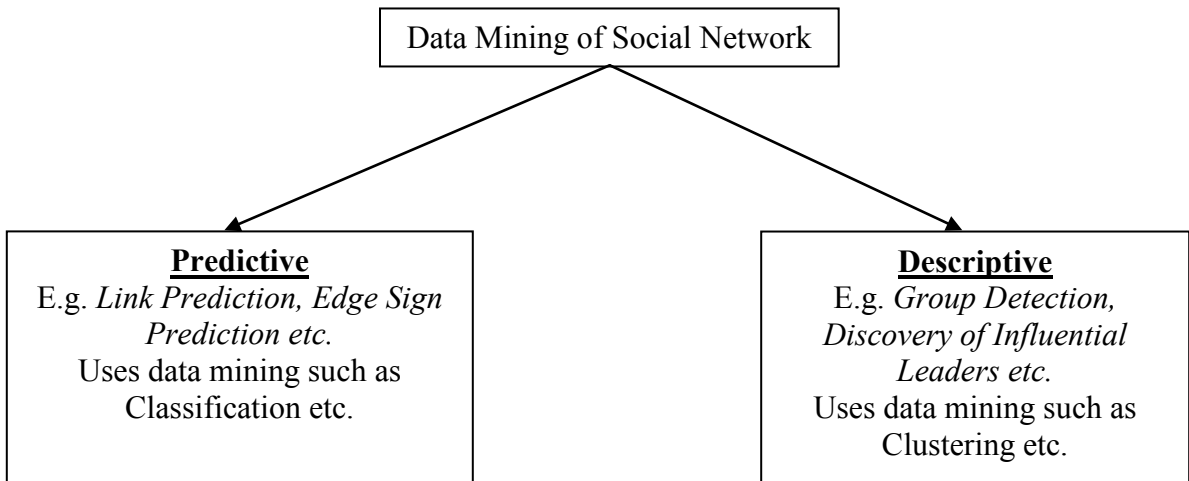 Data Mining of Social Network
Predictive
E.g. Link Prediction, Edge Sign
Prediction etc.
Uses data mining such as
Classification etc.
Descriptive
E.g. Group Detection,
Discovery of Influential
Leaders etc.
Uses data mining such as
Clustering etc.